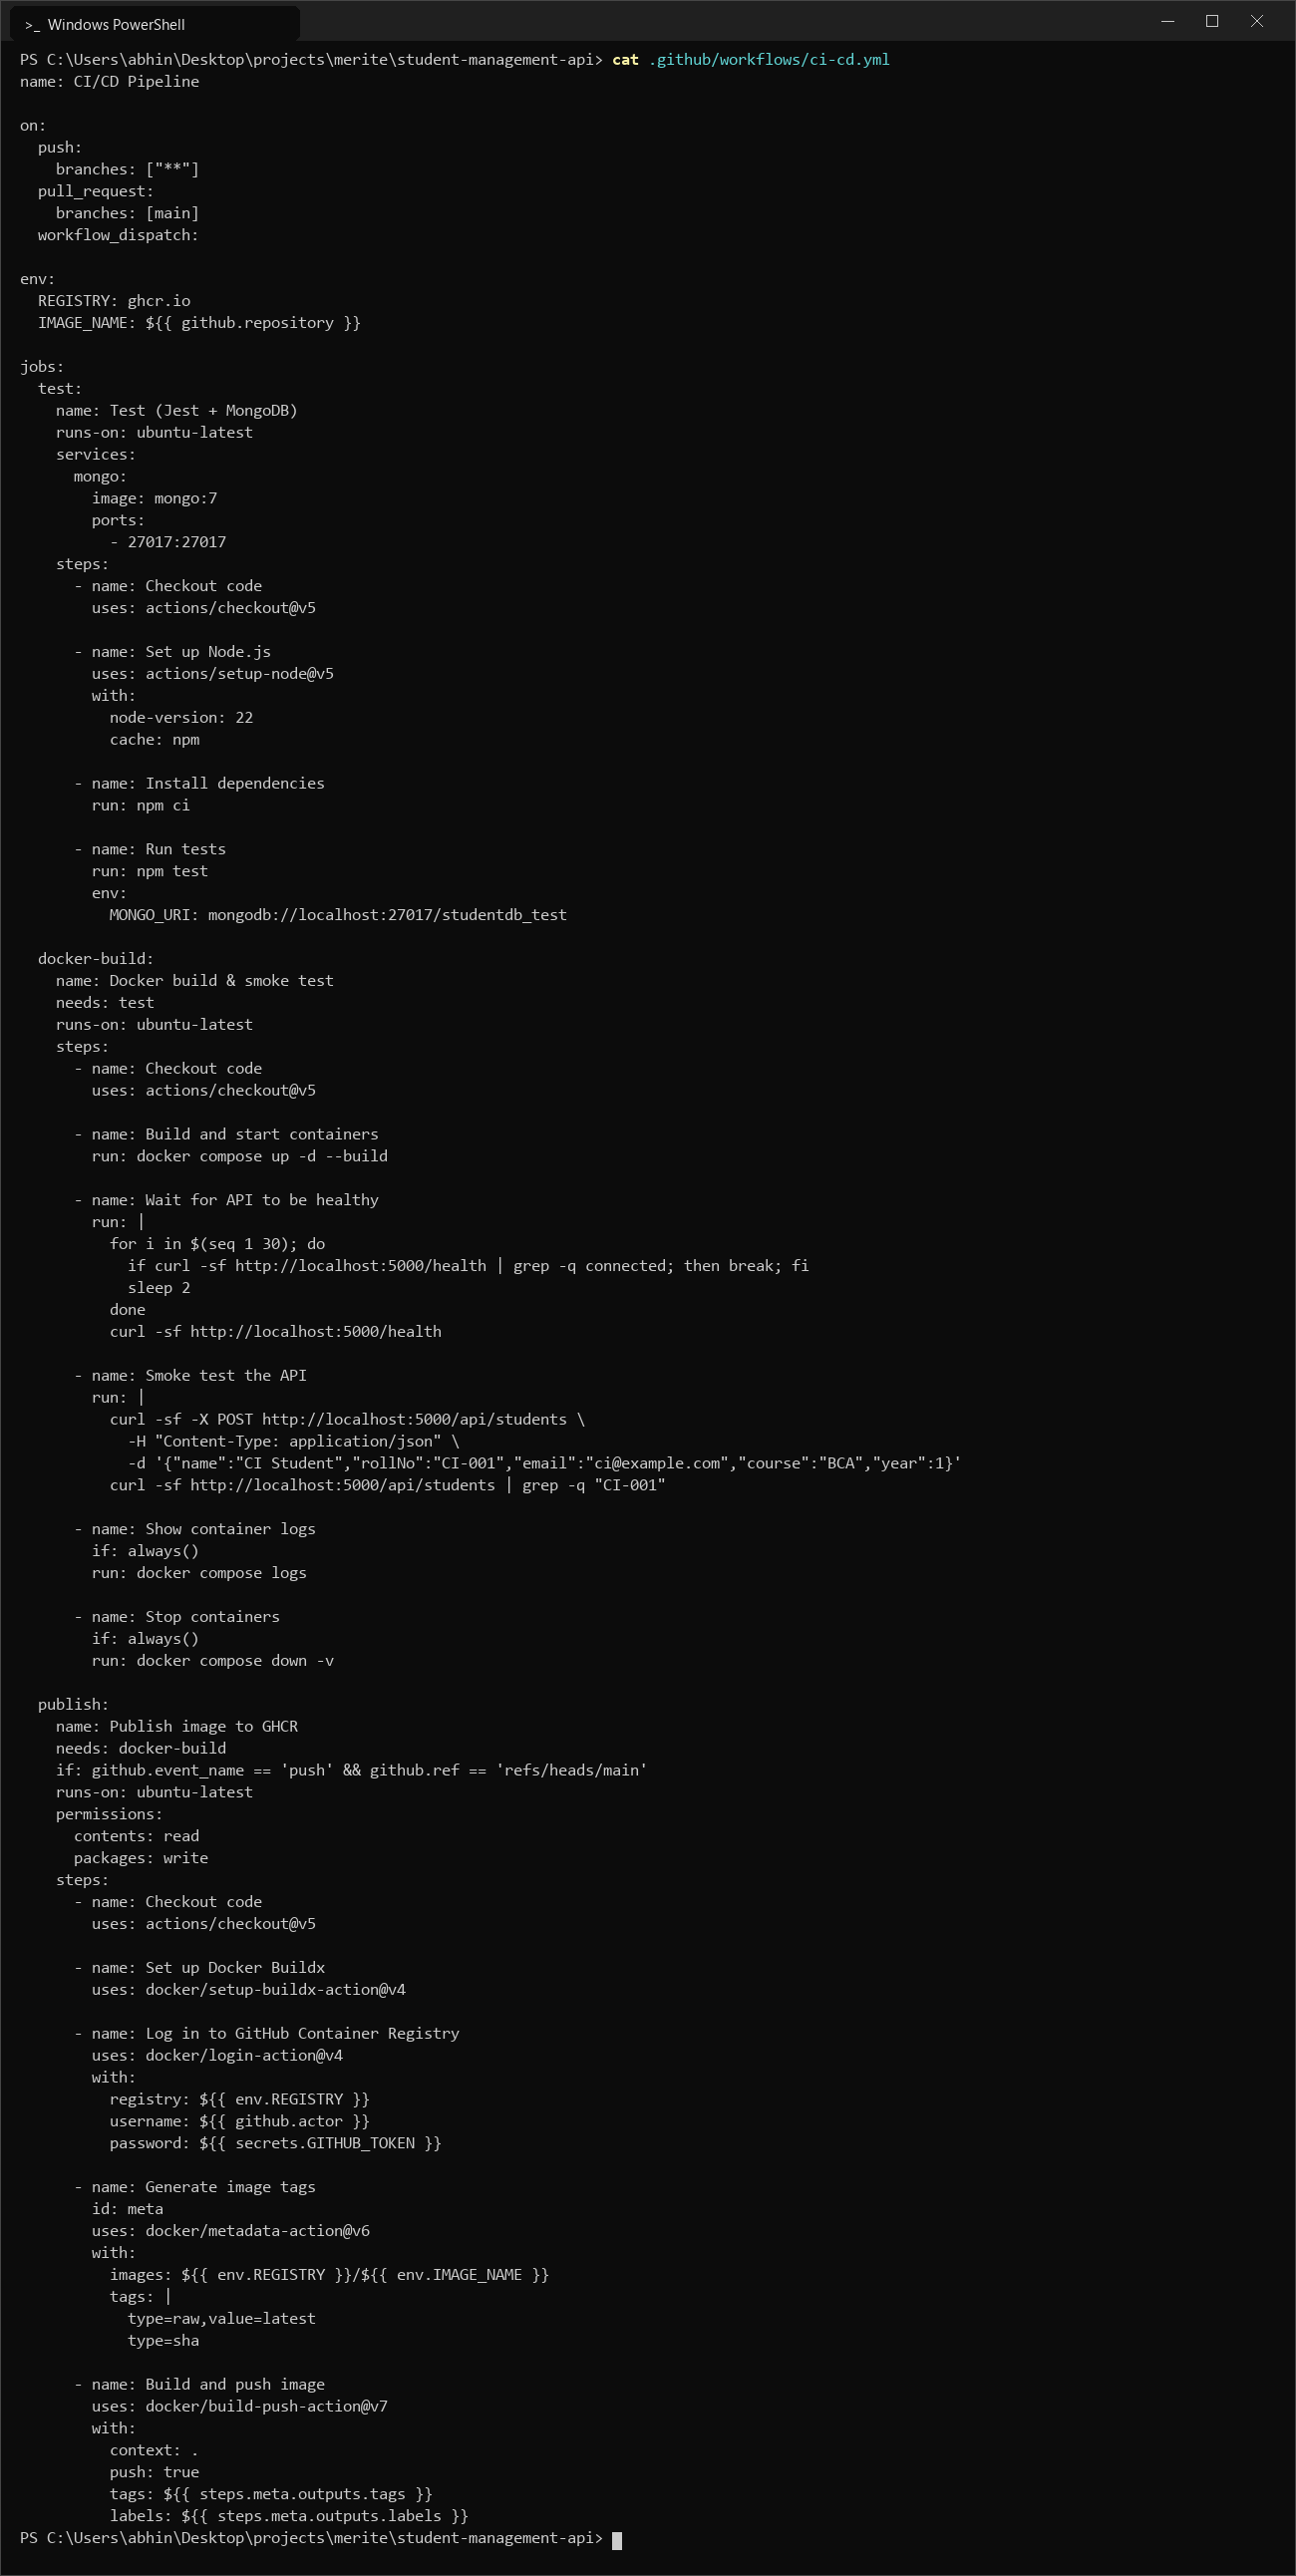 >_ Windows PowerShell
PS C:\Users\abhin\Desktop\projects\merite\student-management-api> cat .github/workflows/ci-cd.yml
name: CI/CD Pipeline

on:
  push:
    branches: ["**"]
  pull_request:
    branches: [main]
  workflow_dispatch:

env:
  REGISTRY: ghcr.io
  IMAGE_NAME: ${{ github.repository }}

jobs:
  test:
    name: Test (Jest + MongoDB)
    runs-on: ubuntu-latest
    services:
      mongo:
        image: mongo:7
        ports:
          - 27017:27017
    steps:
      - name: Checkout code
        uses: actions/checkout@v5

      - name: Set up Node.js
        uses: actions/setup-node@v5
        with:
          node-version: 22
          cache: npm

      - name: Install dependencies
        run: npm ci

      - name: Run tests
        run: npm test
        env:
          MONGO_URI: mongodb://localhost:27017/studentdb_test

  docker-build:
    name: Docker build & smoke test
    needs: test
    runs-on: ubuntu-latest
    steps:
      - name: Checkout code
        uses: actions/checkout@v5

      - name: Build and start containers
        run: docker compose up -d --build

      - name: Wait for API to be healthy
        run: |
          for i in $(seq 1 30); do
            if curl -sf http://localhost:5000/health | grep -q connected; then break; fi
            sleep 2
          done
          curl -sf http://localhost:5000/health

      - name: Smoke test the API
        run: |
          curl -sf -X POST http://localhost:5000/api/students \
            -H "Content-Type: application/json" \
            -d '{"name":"CI Student","rollNo":"CI-001","email":"ci@example.com","course":"BCA","year":1}'
          curl -sf http://localhost:5000/api/students | grep -q "CI-001"

      - name: Show container logs
        if: always()
        run: docker compose logs

      - name: Stop containers
        if: always()
        run: docker compose down -v

  publish:
    name: Publish image to GHCR
    needs: docker-build
    if: github.event_name == 'push' && github.ref == 'refs/heads/main'
    runs-on: ubuntu-latest
    permissions:
      contents: read
      packages: write
    steps:
      - name: Checkout code
        uses: actions/checkout@v5

      - name: Set up Docker Buildx
        uses: docker/setup-buildx-action@v4

      - name: Log in to GitHub Container Registry
        uses: docker/login-action@v4
        with:
          registry: ${{ env.REGISTRY }}
          username: ${{ github.actor }}
          password: ${{ secrets.GITHUB_TOKEN }}

      - name: Generate image tags
        id: meta
        uses: docker/metadata-action@v6
        with:
          images: ${{ env.REGISTRY }}/${{ env.IMAGE_NAME }}
          tags: |
            type=raw,value=latest
            type=sha

      - name: Build and push image
        uses: docker/build-push-action@v7
        with:
          context: .
          push: true
          tags: ${{ steps.meta.outputs.tags }}
          labels: ${{ steps.meta.outputs.labels }}
PS C:\Users\abhin\Desktop\projects\merite\student-management-api>